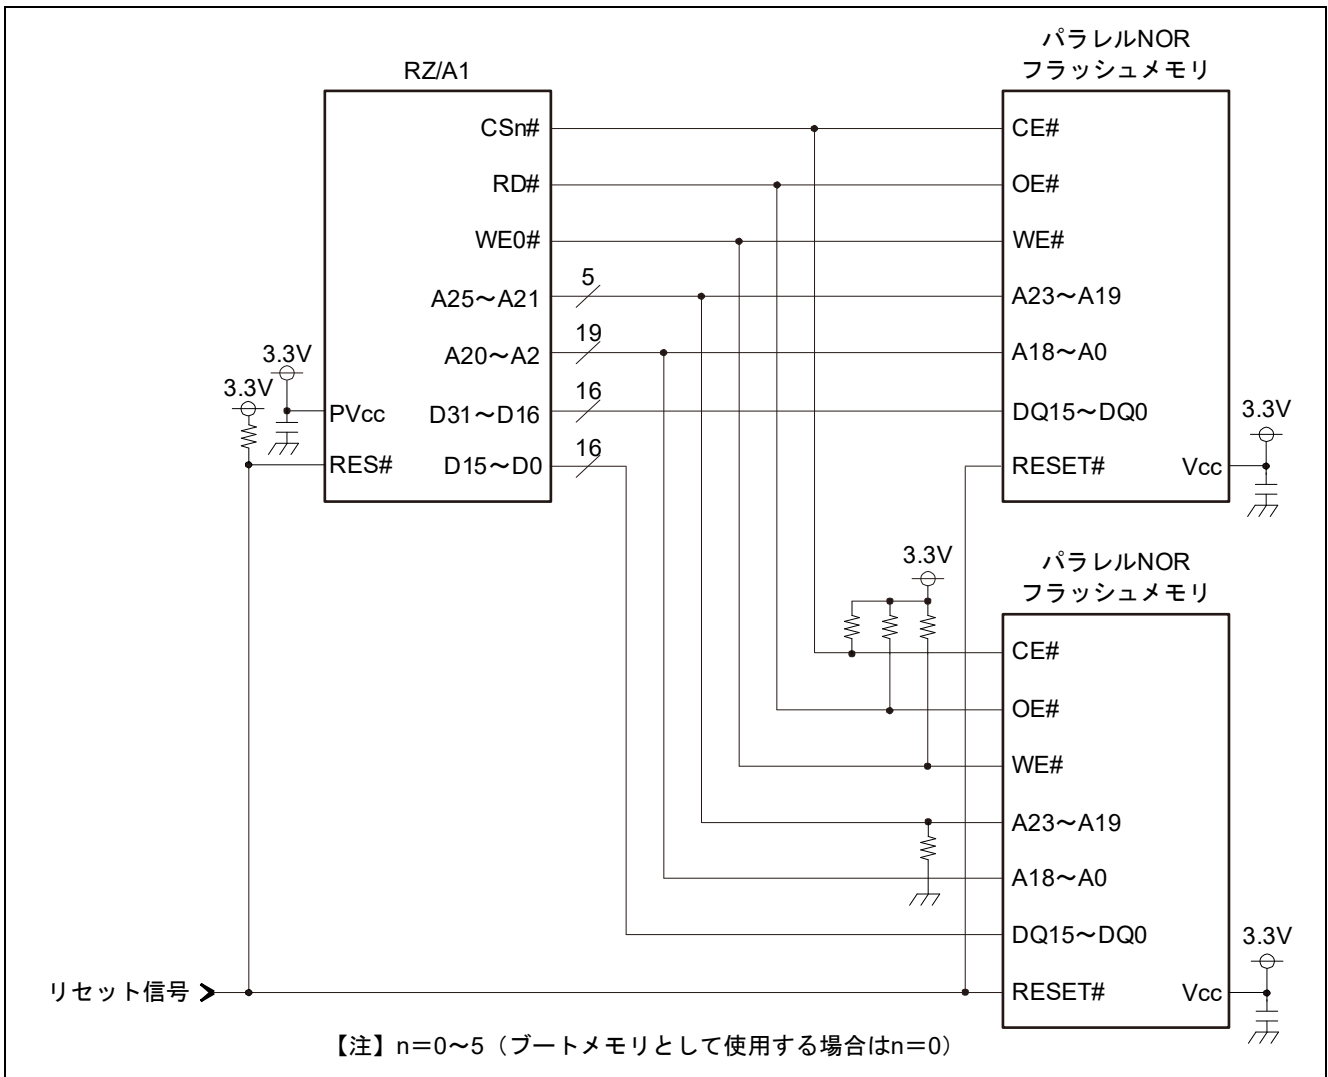 パラレルNOR
フラッシュメモリ
RZ/A1
CSn#
CE#
RD#
OE#
WE0#
WE#
5
A25～A21
A23～A19
19
A20～A2
A18～A0
3.3V
3.3V
16
PVcc
D31～D16
DQ15～DQ0
3.3V
16
RES#
D15～D0
RESET#
Vcc
3.3V
パラレルNOR
フラッシュメモリ
CE#
OE#
WE#
A23～A19
A18～A0
DQ15～DQ0
3.3V
リセット信号
RESET#
Vcc
【注】n＝0～5（ブートメモリとして使用する場合はn＝0）